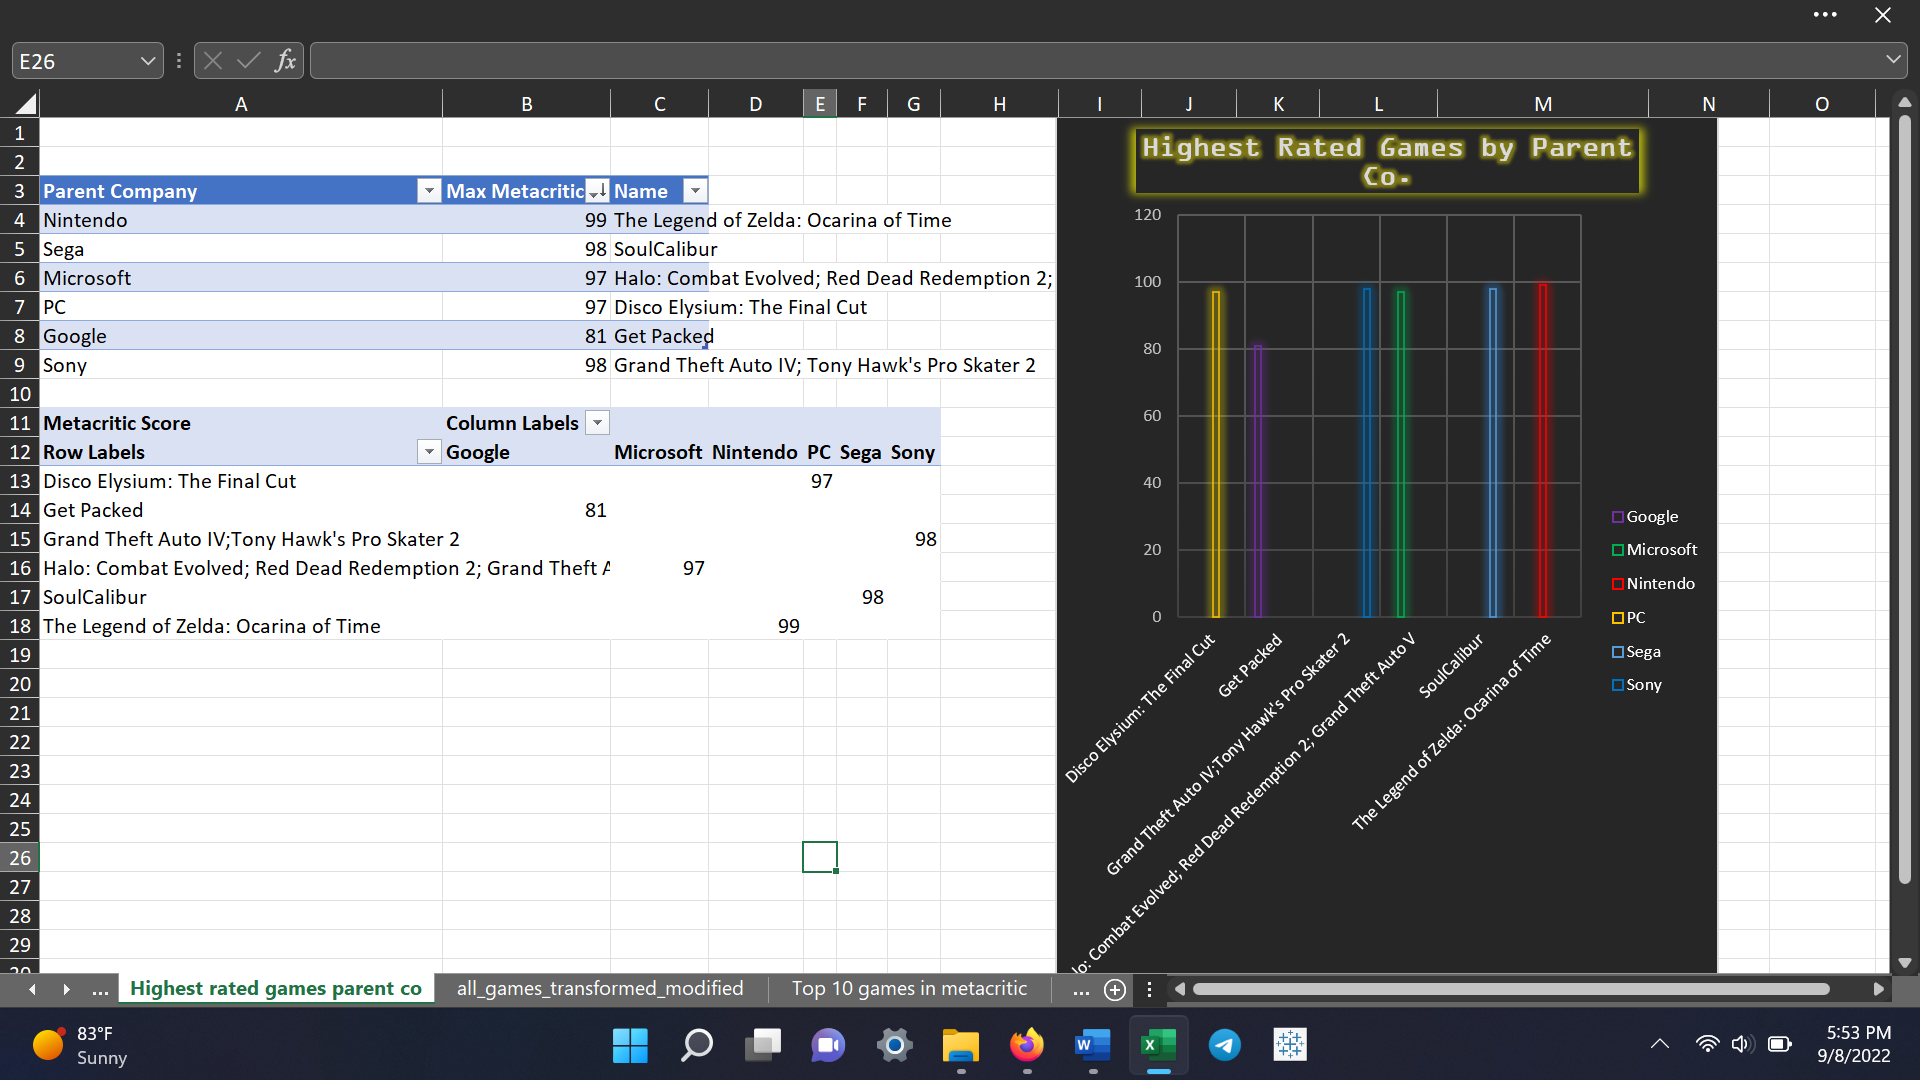 E26
fx
A B C D E F G H I J K L M N O
1
2
3 Parent Company Max Metacritic Name
4 Nintendo 99 The Legend of Zelda: Ocarina of Time
5 Sega 98 SoulCalibur
6 Microsoft 97 Halo: Combat Evolved; Red Dead Redemption 2;
7 PC 97 Disco Elysium: The Final Cut
8 Google 81 Get Packed
9 Sony 98 Grand Theft Auto IV; Tony Hawk's Pro Skater 2
10
11 Metacritic Score Column Labels
12 Row Labels Google Microsoft Nintendo PC Sega Sony
13 Disco Elysium: The Final Cut 97
14 Get Packed 81
15 Grand Theft Auto IV;Tony Hawk's Pro Skater 2 98
16 Halo: Combat Evolved; Red Dead Redemption 2; Grand Theft A 97
17 SoulCalibur 98
18 The Legend of Zelda: Ocarina of Time 99
19
20
21
22
23
24
25
26
27
28
29
Highest Rated Games by Parent
Co.
120
100
80
60
40
20
0
Disco Elysium: The Final Cut
Get Packed
Grand Theft Auto IV;Tony Hawk's Pro Skater 2
lo: Combat Evolved; Red Dead Redemption 2; Grand Theft Auto V
SoulCalibur
The Legend of Zelda: Ocarina of Time
Google
Microsoft
Nintendo
PC
Sega
Sony
... Highest rated games parent co all_games_transformed_modified Top 10 games in metacritic ...
83°F
Sunny
W
X
5:53 PM
9/8/2022